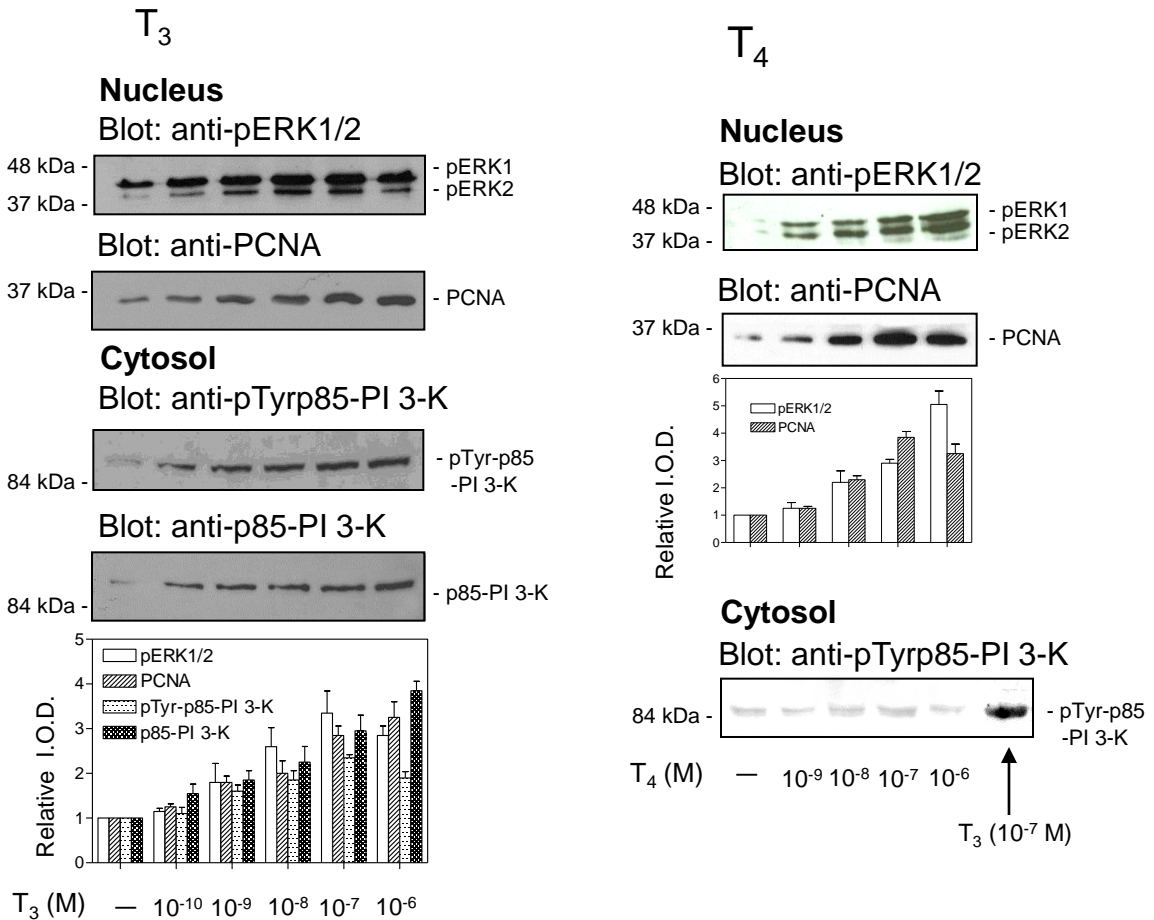 T3
Nucleus
Blot: anti-pERK1/2
48 kDa -
37 kDa -
- pERK1
- pERK2
Blot: anti-PCNA
37 kDa -
- PCNA
Cytosol
Blot: anti-pTyrp85-PI 3-K
84 kDa -
- pTyr-p85
-PI 3-K
Blot: anti-p85-PI 3-K
84 kDa -
- p85-PI 3-K
Relative I.O.D.
5
4
3
2
1
0
pERK1/2
PCNA
pTyr-p85-PI 3-K
p85-PI 3-K
T3 (M) — 10-10 10-9 10-8 10-7 10-6
T4
Nucleus
Blot: anti-pERK1/2
48 kDa -
37 kDa -
- pERK1
- pERK2
Blot: anti-PCNA
37 kDa -
- PCNA
Relative I.O.D.
6
5
4
3
2
1
0
pERK1/2
PCNA
Cytosol
Blot: anti-pTyrp85-PI 3-K
84 kDa -
- pTyr-p85
-PI 3-K
T4 (M) — 10-9 10-8 10-7 10-6
T3 (10-7 M)